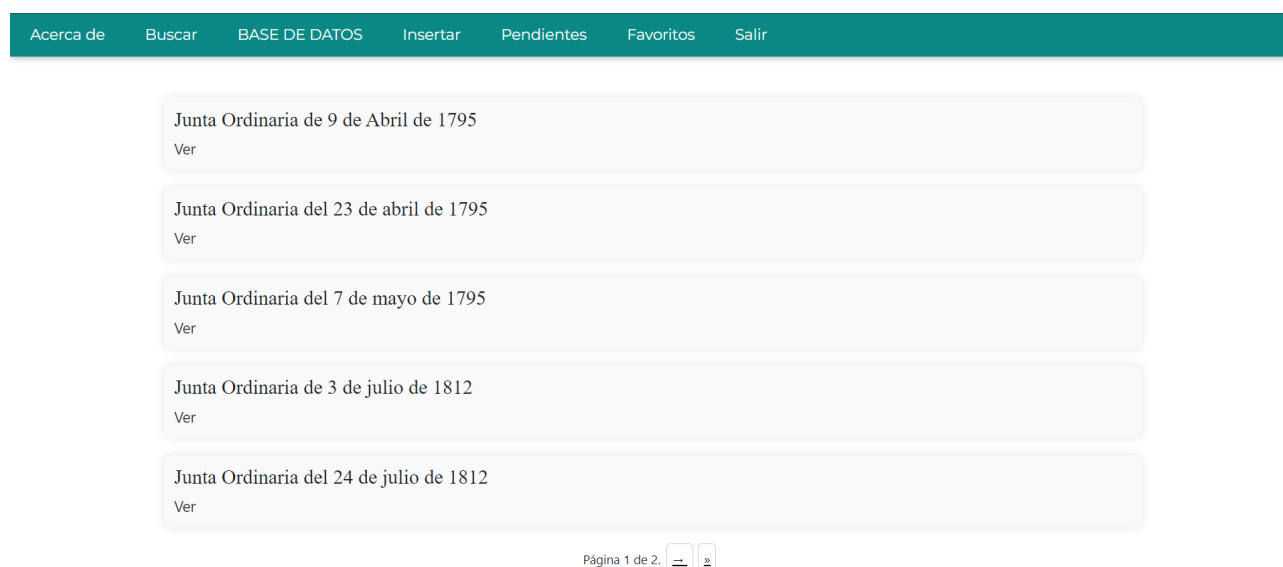 Acerca de Buscar BASE DE DATOS Insertar Pendientes Favoritos Salir
Junta Ordinaria de 9 de Abril de 1795
Ver
Junta Ordinaria del 23 de abril de 1795
Ver
Junta Ordinaria del 7 de mayo de 1795
Ver
Junta Ordinaria de 3 de julio de 1812
Ver
Junta Ordinaria del 24 de julio de 1812
Ver
Página 1 de 2. → »